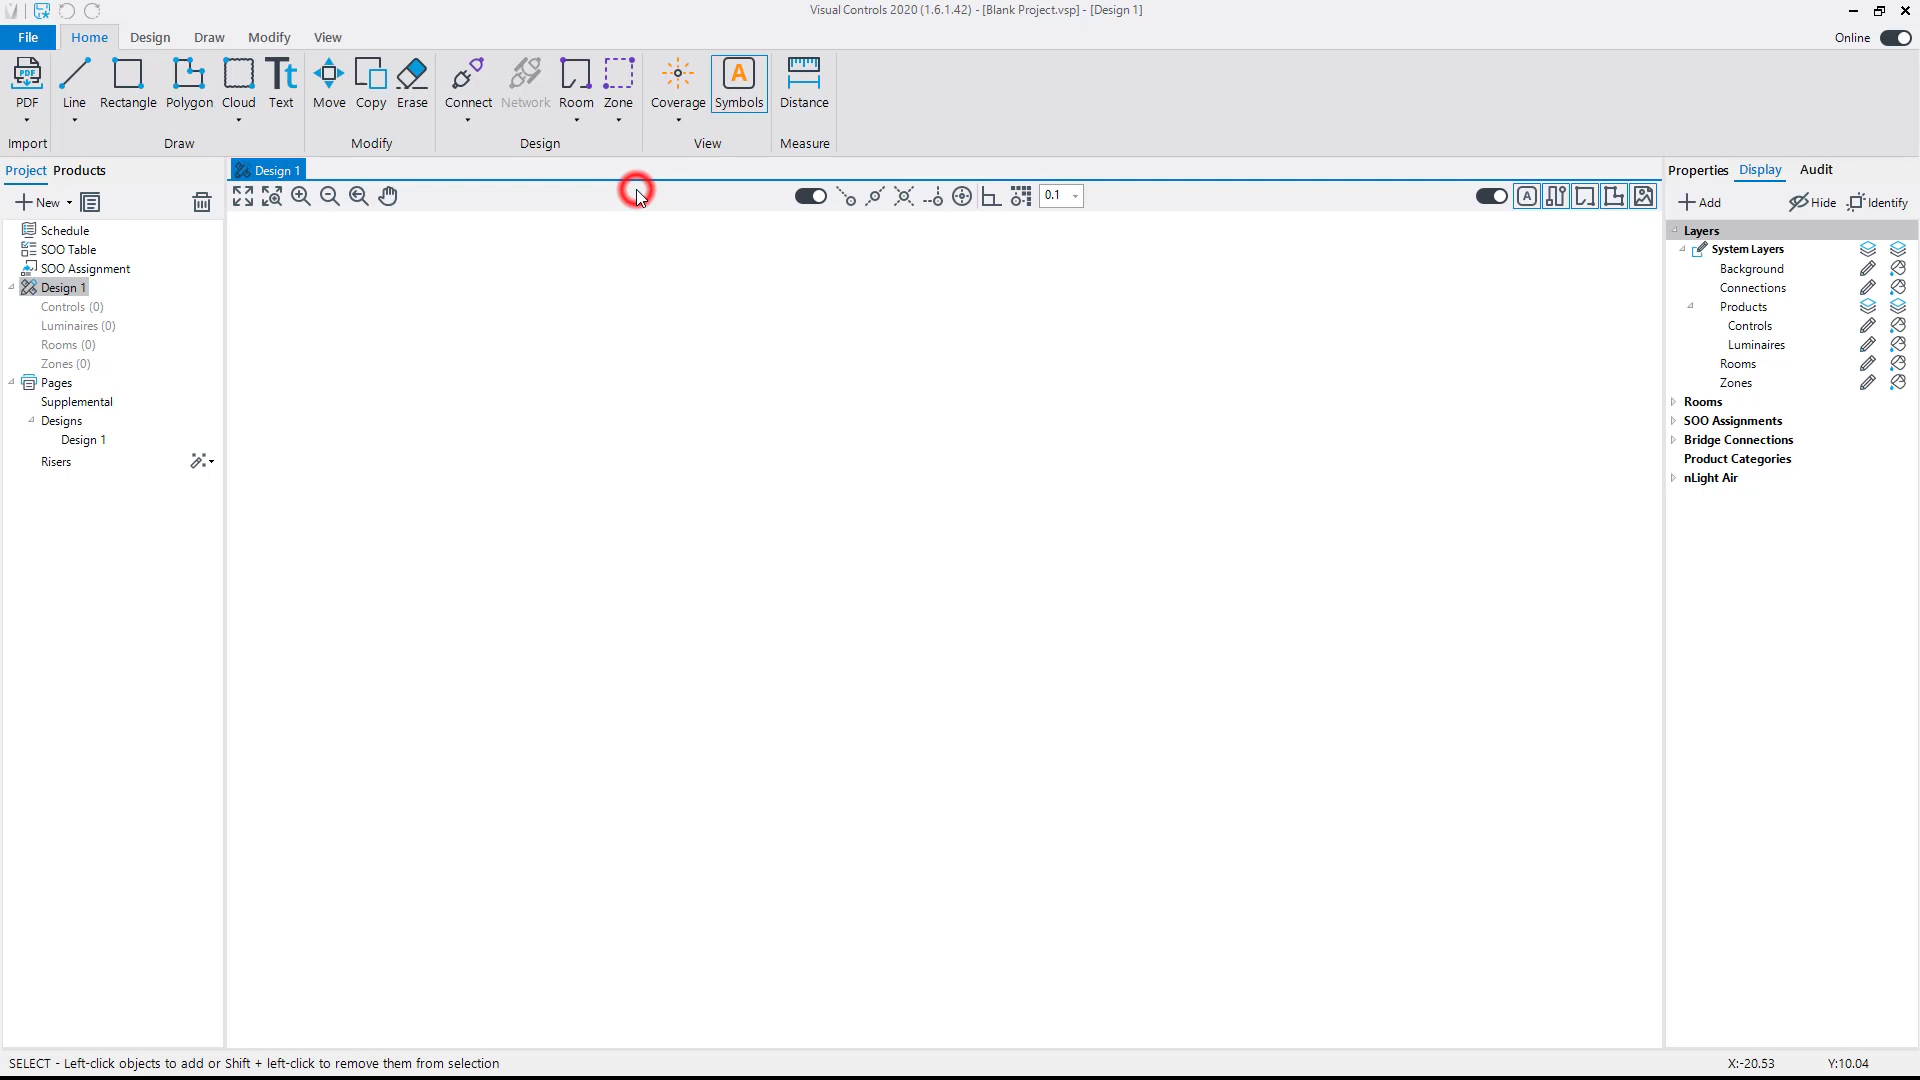 Visual Controls 2020 (1.6.1.42) - [Blank Project.vsp] - [Design 1]
File Home Design Draw Modify View Online
PDF Line Rectangle Polygon Cloud Text Move Copy Erase Connect Network Room Zone Coverage Symbols Distance
Import Draw Modify Design View Measure
Project Products
Design 1
Properties Display Audit
New
0.1
A
Add Hide Identify
Schedule
SOO Table
SOO Assignment
Design 1
Controls (0)
Luminaires (0)
Rooms (0)
Zones (0)
Pages
Supplemental
Designs
Design 1
Risers
Layers
System Layers
Background
Connections
Products
Controls
Luminaires
Rooms
Zones
Rooms
SOO Assignments
Bridge Connections
Product Categories
nLight Air
SELECT - Left-click objects to add or Shift + left-click to remove them from selection
X:-20.53 Y:10.04